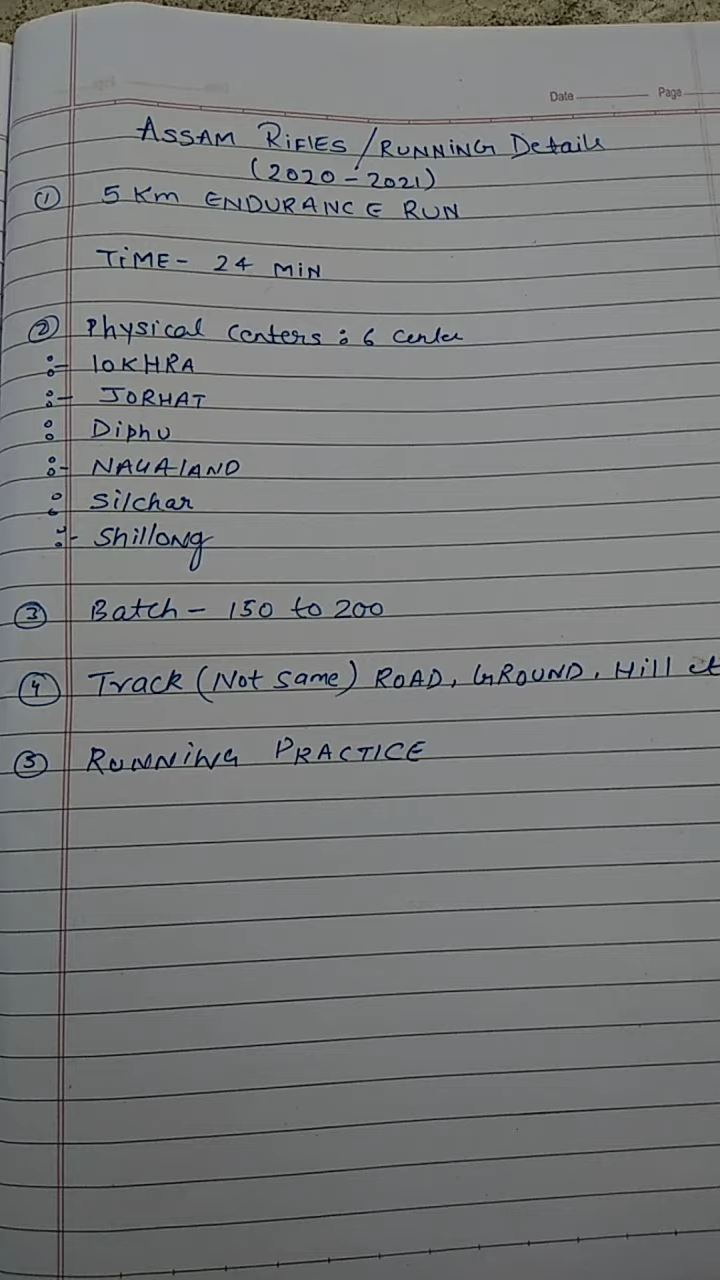 Date Page
ASSAM RIFLES / RUNNING Details
(2020-2021)
① 5 Km ENDURANCE RUN
TIME- 24 MIN
② Physical Centers : 6 Center
:- LOKHRA
:- JORHAT
: Diphu
:- NAGALAND
: Silchar
:- Shillong
③ Batch - 150 to 200
④ Track (Not Same) ROAD, GROUND, Hill et
⑤ RUNNING PRACTICE